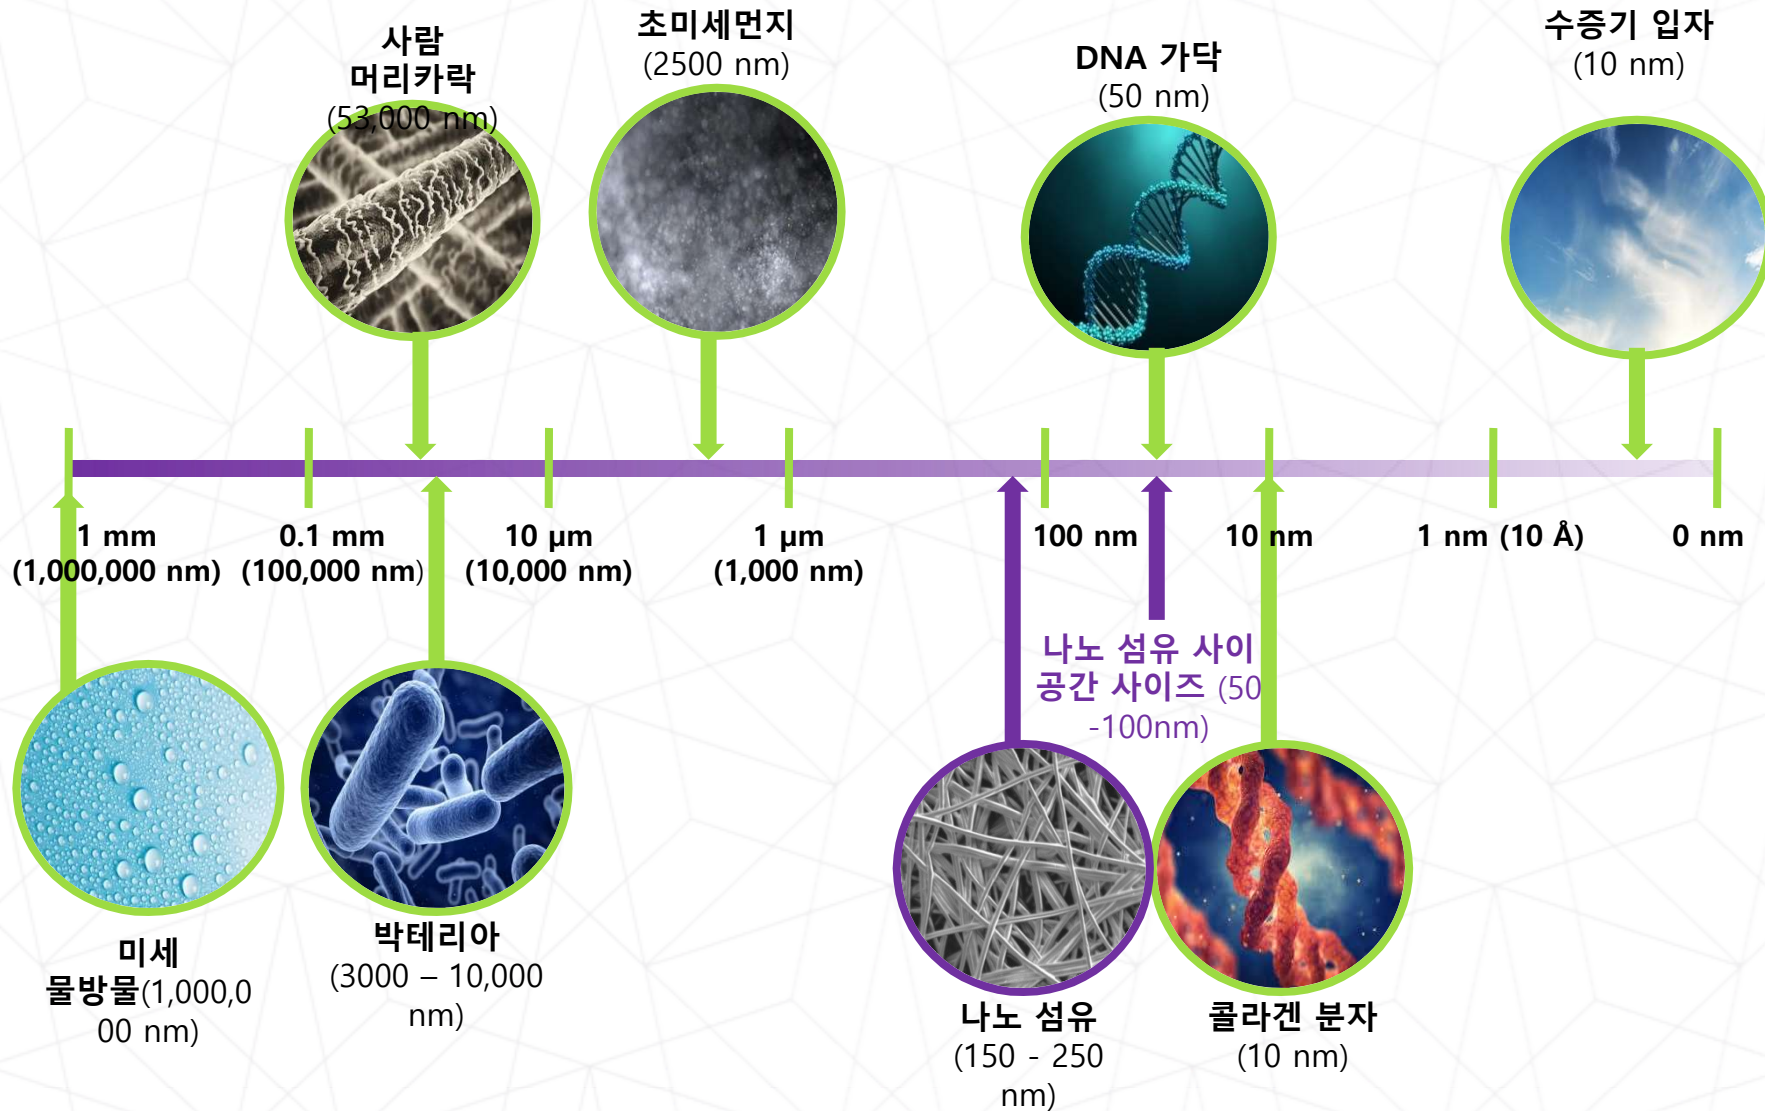 사람
머리카락
(53,000 nm)
초미세먼지
(2500 nm)
DNA 가닥
(50 nm)
수증기 입자
(10 nm)
1 mm
(1,000,000 nm)
0.1 mm
(100,000 nm)
10 μm
(10,000 nm)
1 μm
(1,000 nm)
100 nm
10 nm
1 nm (10 Å)
0 nm
나노 섬유 사이
공간 사이즈 (50
-100nm)
미세
물방물(1,000,0
00 nm)
박테리아
(3000 – 10,000
nm)
나노 섬유
(150 - 250
nm)
콜라겐 분자
(10 nm)